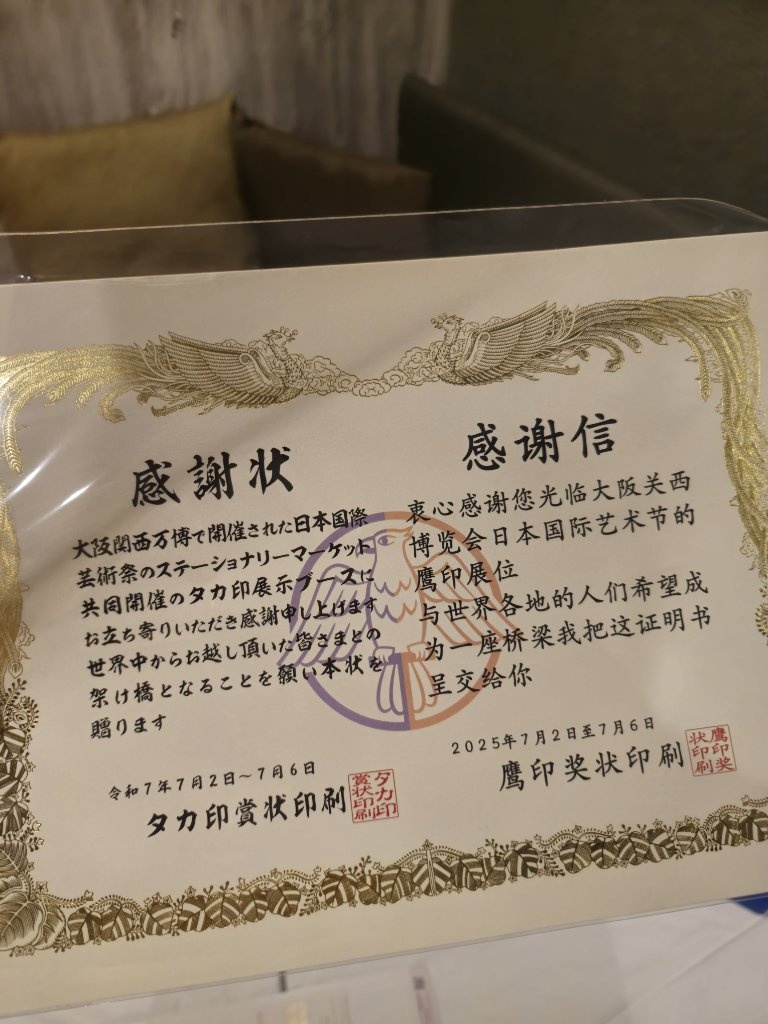 感謝状
大阪関西万博で開催された日本国際
芸術祭のステーショナリーマーケット
共同開催のタカ印展示ブースに
お立ち寄りいただき感謝申し上げます
世界中からお越し頂いた皆さまとの
架け橋となることを願い本状を
贈ります
令和7年7月2日～7月6日
タカ印賞状印刷
タカ印
賞状印刷
感谢信
衷心感谢您光临大阪关西
博览会日本国际艺术节的
鹰印展位
与世界各地的人们希望成
为一座桥梁我把这证明书
呈交给你
2025年7月2日至7月6日
鹰印奖状印刷
鹰印奖
状印刷